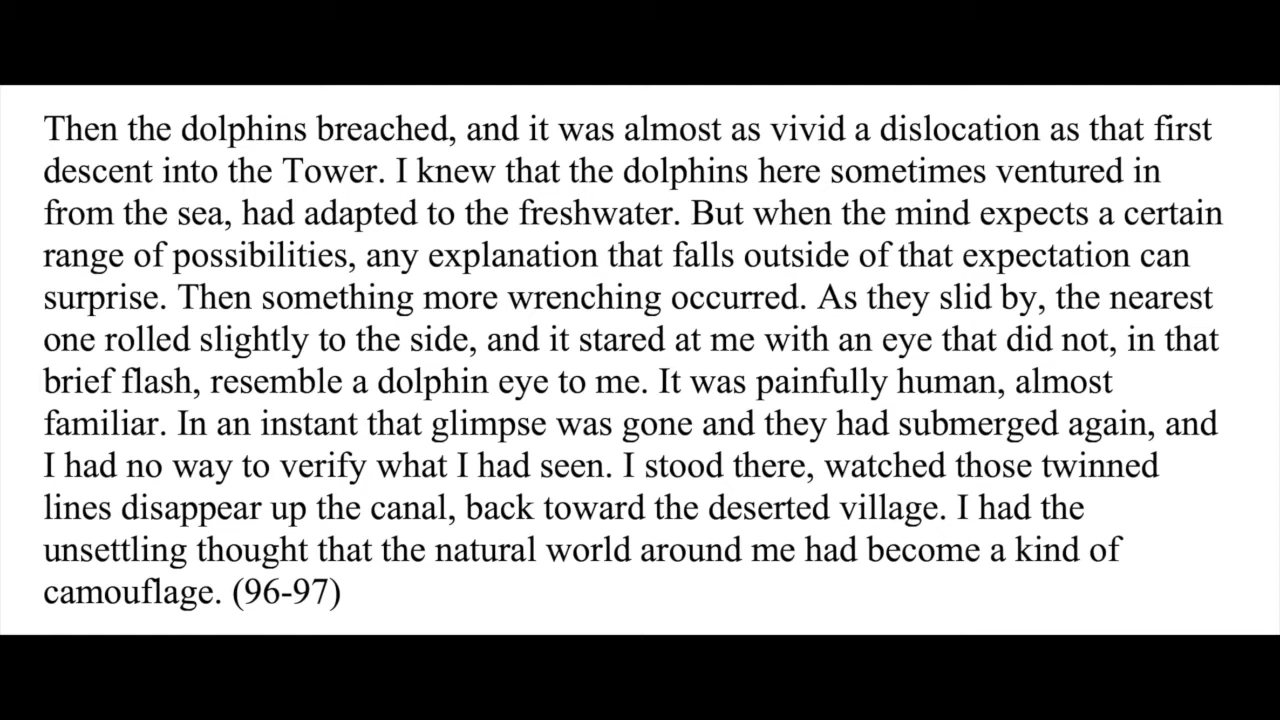 Then the dolphins breached, and it was almost as vivid a dislocation as that first
descent into the Tower. I knew that the dolphins here sometimes ventured in
from the sea, had adapted to the freshwater. But when the mind expects a certain
range of possibilities, any explanation that falls outside of that expectation can
surprise. Then something more wrenching occurred. As they slid by, the nearest
one rolled slightly to the side, and it stared at me with an eye that did not, in that
brief flash, resemble a dolphin eye to me. It was painfully human, almost
familiar. In an instant that glimpse was gone and they had submerged again, and
I had no way to verify what I had seen. I stood there, watched those twinned
lines disappear up the canal, back toward the deserted village. I had the
unsettling thought that the natural world around me had become a kind of
camouflage. (96-97)